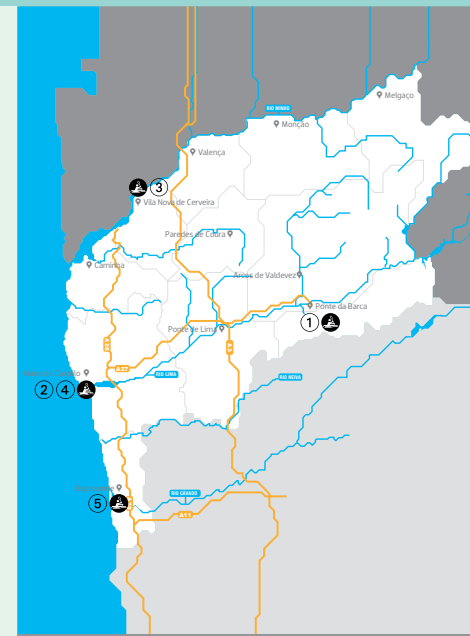 Melgaço
RIO MINHO
Monção
Valença
3
Vila Nova de Cerveira
Paredes de Coura
Caminha
Arcos de Valdevez
Ponte da Barca
1
Ponte de Lima
A27
RIO LIMA
RIO NEIVA
2 4
RIO CÁVADO
5
A11